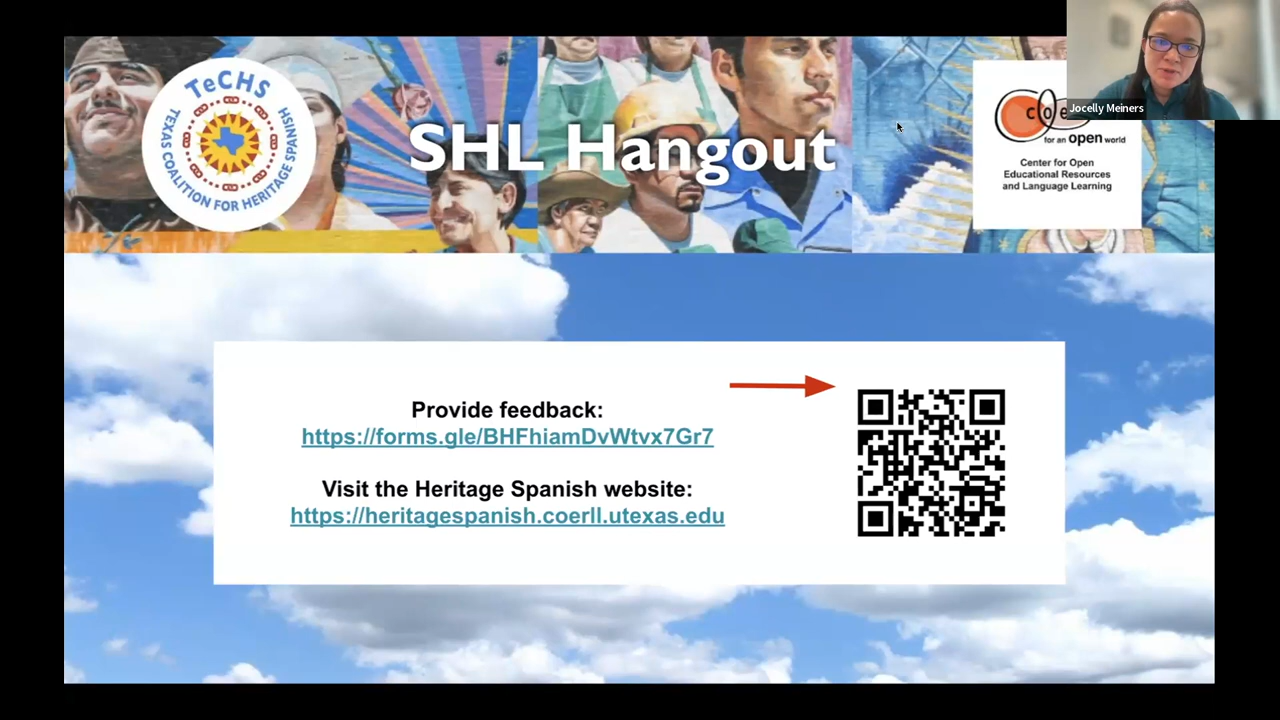 TeCHS
TEXAS COALITION FOR HERITAGE SPANISH
SHL Hangout
for an open world
Center for Open
Educational Resources
and Language Learning
Jocelly Meiners
Provide feedback:
https://forms.gle/BHFhiamDvWtvx7Gr7
Visit the Heritage Spanish website:
https://heritagespanish.coerll.utexas.edu